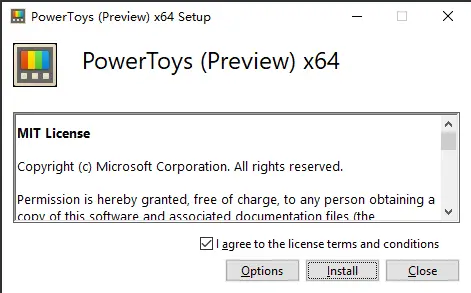 PowerToys (Preview) x64 Setup
PowerToys (Preview) x64
MIT License
Copyright (c) Microsoft Corporation. All rights reserved.
Permission is hereby granted, free of charge, to any person obtaining a
copy of this software and associated documentation files (the
I agree to the license terms and conditions
Options
Install
Close